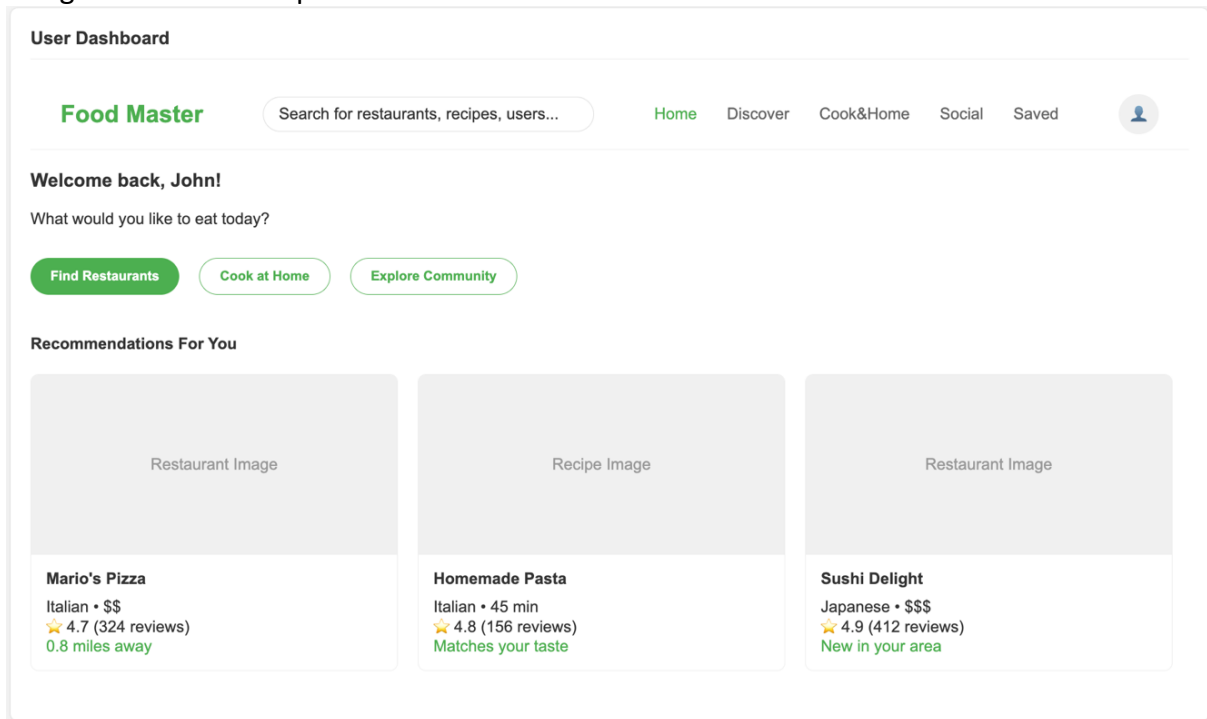 User Dashboard
Food Master
Search for restaurants, recipes, users...
Home Discover Cook&Home Social Saved
Welcome back, John!
What would you like to eat today?
Find Restaurants Cook at Home Explore Community
Recommendations For You
Restaurant Image
Mario's Pizza
Italian • $$
⭐ 4.7 (324 reviews)
0.8 miles away
Recipe Image
Homemade Pasta
Italian • 45 min
⭐ 4.8 (156 reviews)
Matches your taste
Restaurant Image
Sushi Delight
Japanese • $$$
⭐ 4.9 (412 reviews)
New in your area